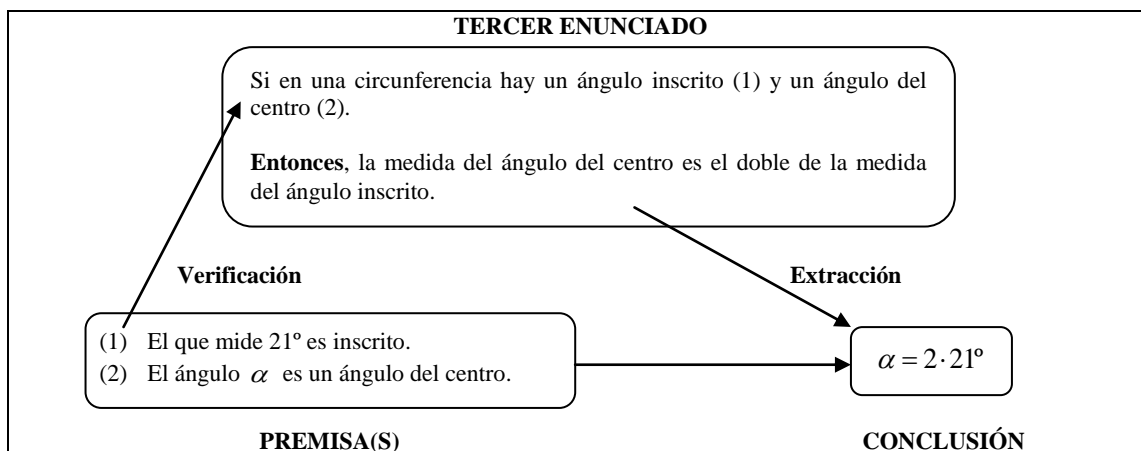 TERCER ENUNCIADO
Si en una circunferencia hay un ángulo inscrito (1) y un ángulo del
centro (2).
Entonces, la medida del ángulo del centro es el doble de la medida
del ángulo inscrito.
Verificación
Extracción
(1) El que mide 21º es inscrito.
(2) El ángulo α es un ángulo del centro.
α = 2·21º
PREMISA(S)
CONCLUSIÓN